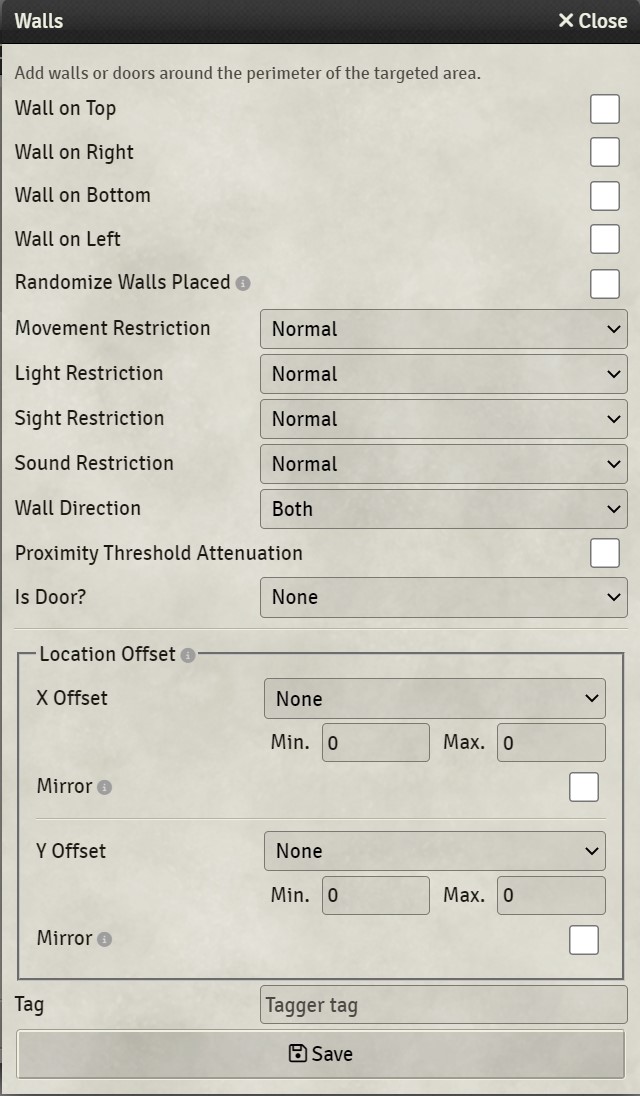 Walls
Close
Add walls or doors around the perimeter of the targeted area.
Wall on Top
Wall on Right
Wall on Bottom
Wall on Left
Randomize Walls Placed
Movement Restriction Normal
Light Restriction Normal
Sight Restriction Normal
Sound Restriction Normal
Wall Direction Both
Proximity Threshold Attenuation
Is Door? None
Location Offset
X Offset None
Min. 0 Max. 0
Mirror
Y Offset None
Min. 0 Max. 0
Mirror
Tag Tagger tag
Save